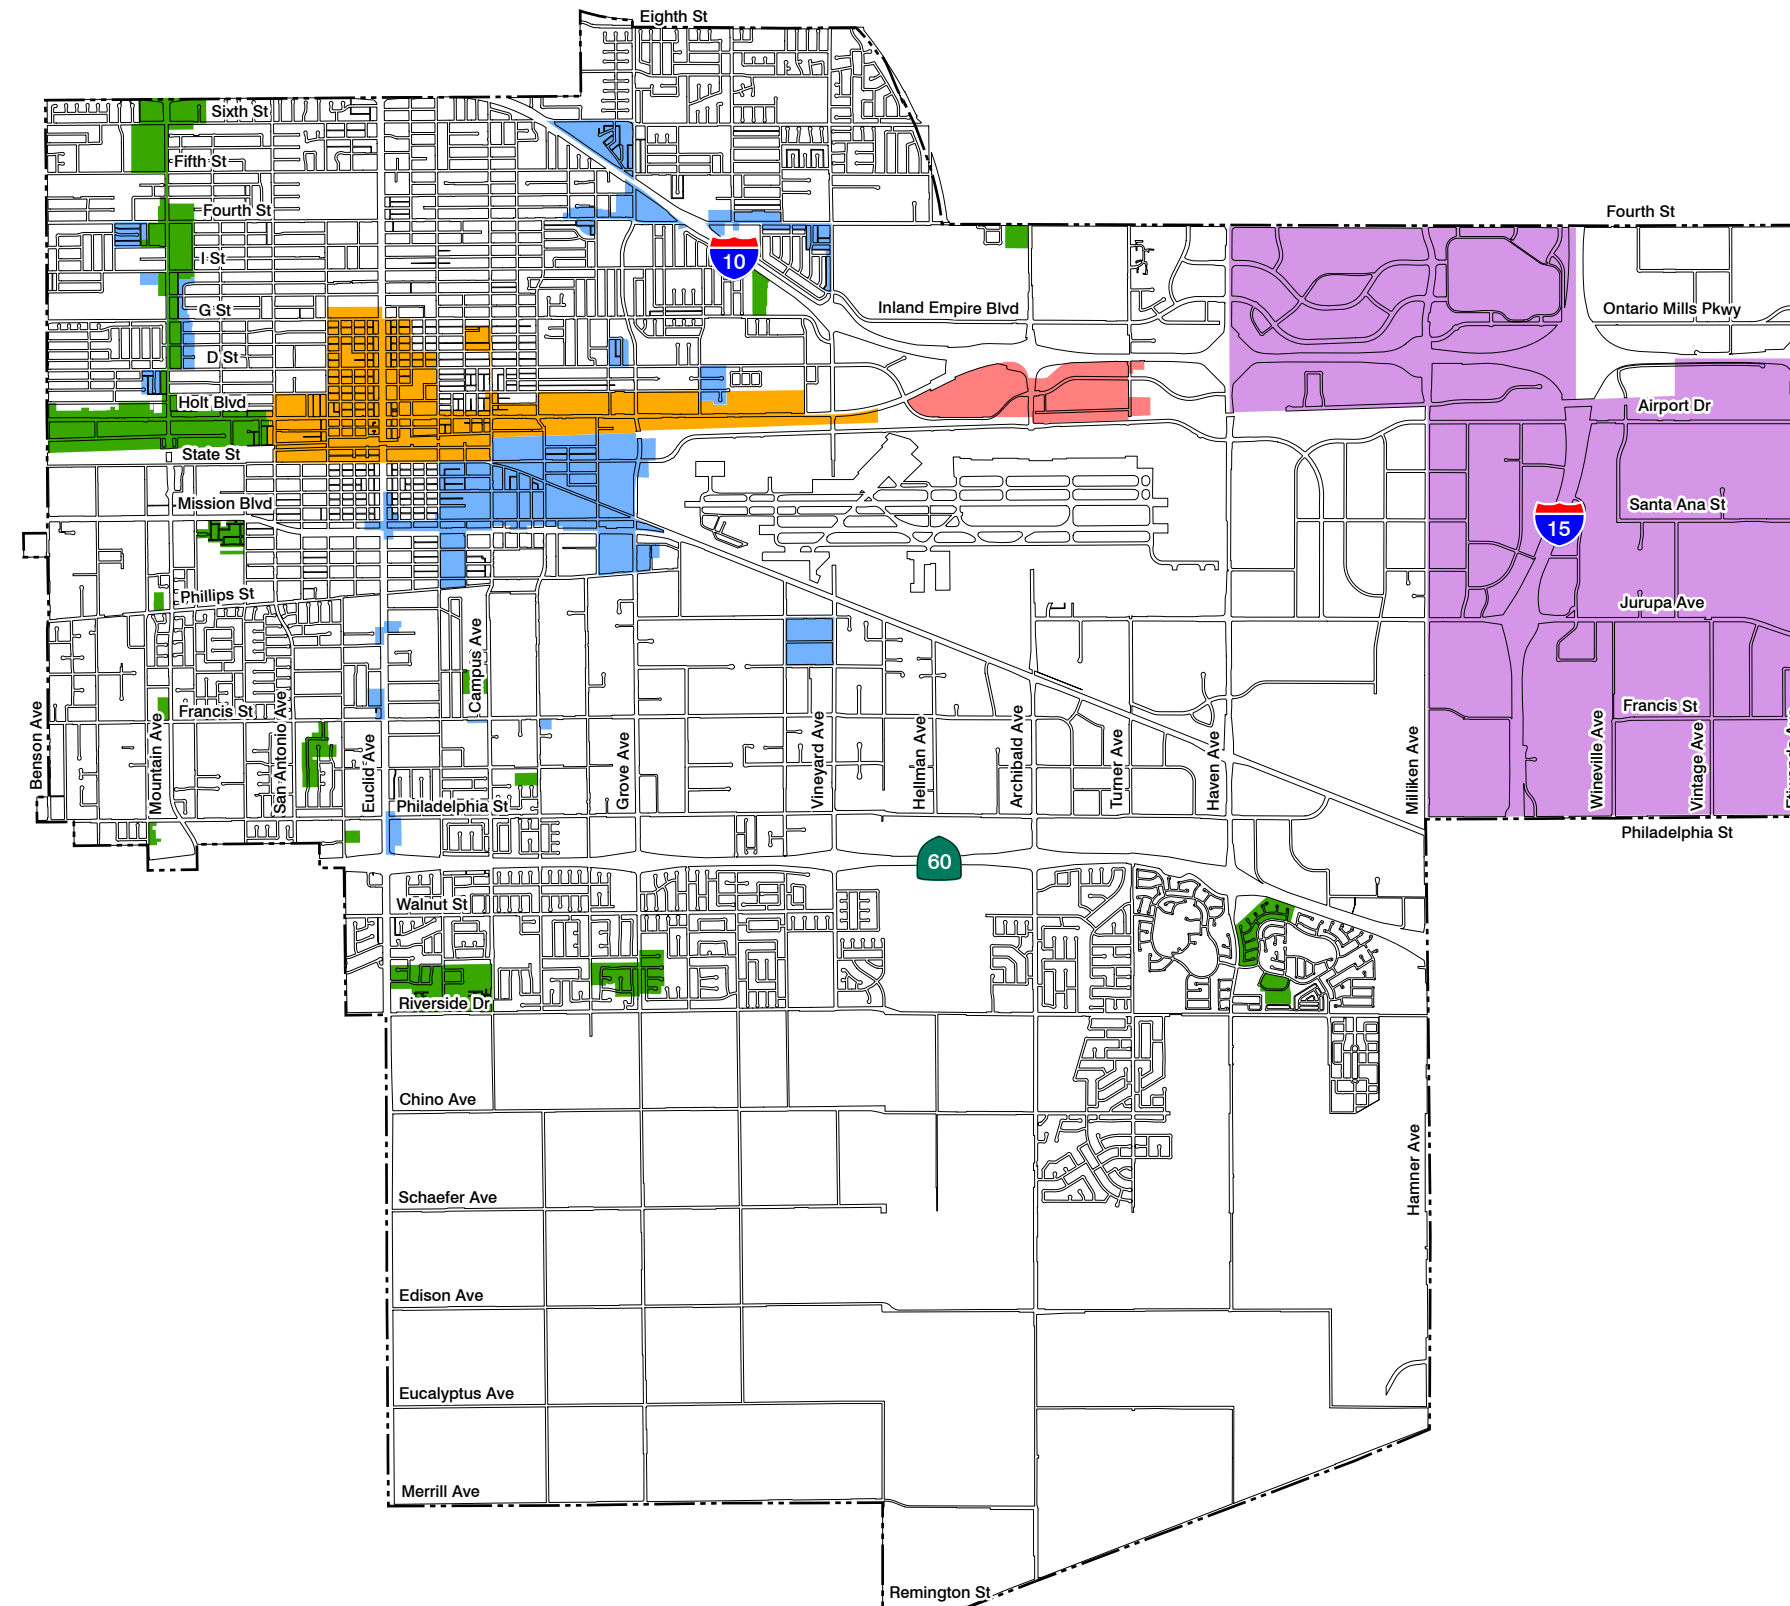 Eighth St
Sixth St
Fifth St
Fourth St
Fourth St
I St
10
G St
Inland Empire Blvd
Ontario Mills Pkwy
D St
Holt Blvd
Airport Dr
State St
Mission Blvd
Santa Ana St
15
Phillips St
Jurupa Ave
Campus Ave
Francis St
Francis St
Benson Ave
Mountain Ave
San Antonio Ave
Euclid Ave
Grove Ave
Vineyard Ave
Hellman Ave
Archibald Ave
Turner Ave
Haven Ave
Milliken Ave
Wineville Ave
Vintage Ave
Philadelphia St
Philadelphia St
60
Walnut St
Riverside Dr
Chino Ave
Hamner Ave
Schaefer Ave
Edison Ave
Eucalyptus Ave
Merrill Ave
Remington St